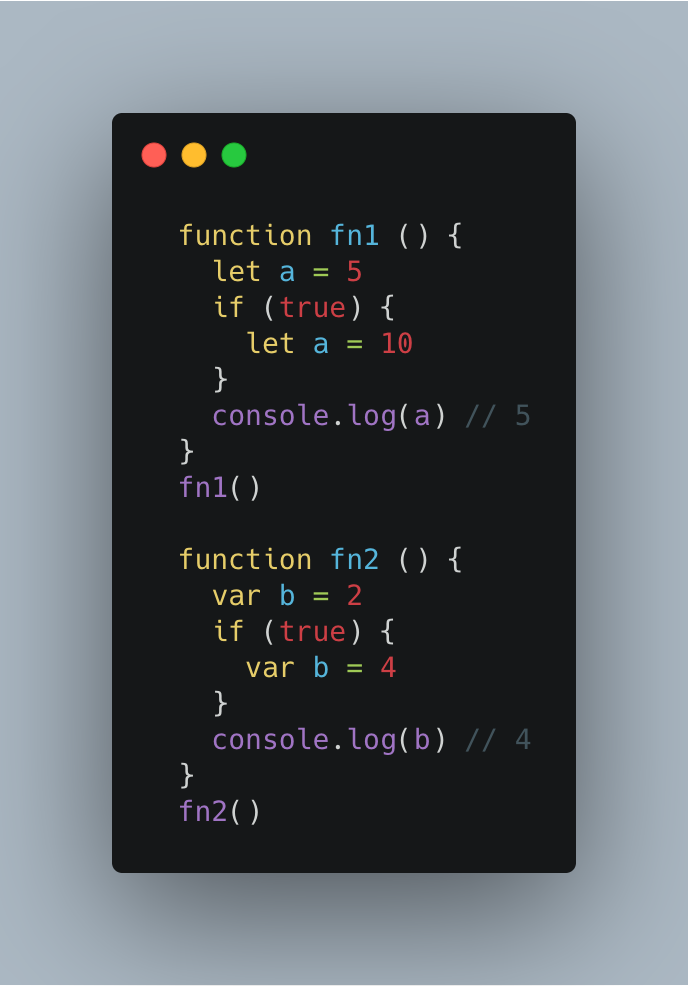 function fn1 () {
  let a = 5
  if (true) {
    let a = 10
  }
  console.log(a) // 5
}
fn1()

function fn2 () {
  var b = 2
  if (true) {
    var b = 4
  }
  console.log(b) // 4
}
fn2()